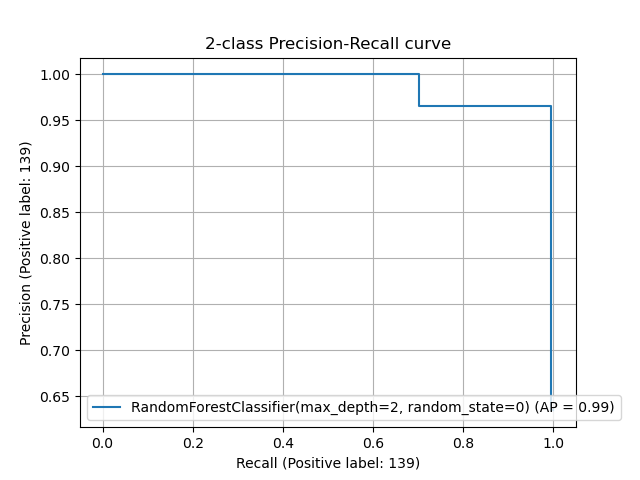 2-class Precision-Recall curve
Precision (Positive label: 139)
1.00
0.95
0.90
0.85
0.80
0.75
0.70
0.65
RandomForestClassifier(max_depth=2, random_state=0) (AP = 0.99)
0.0 0.2 0.4 0.6 0.8 1.0
Recall (Positive label: 139)